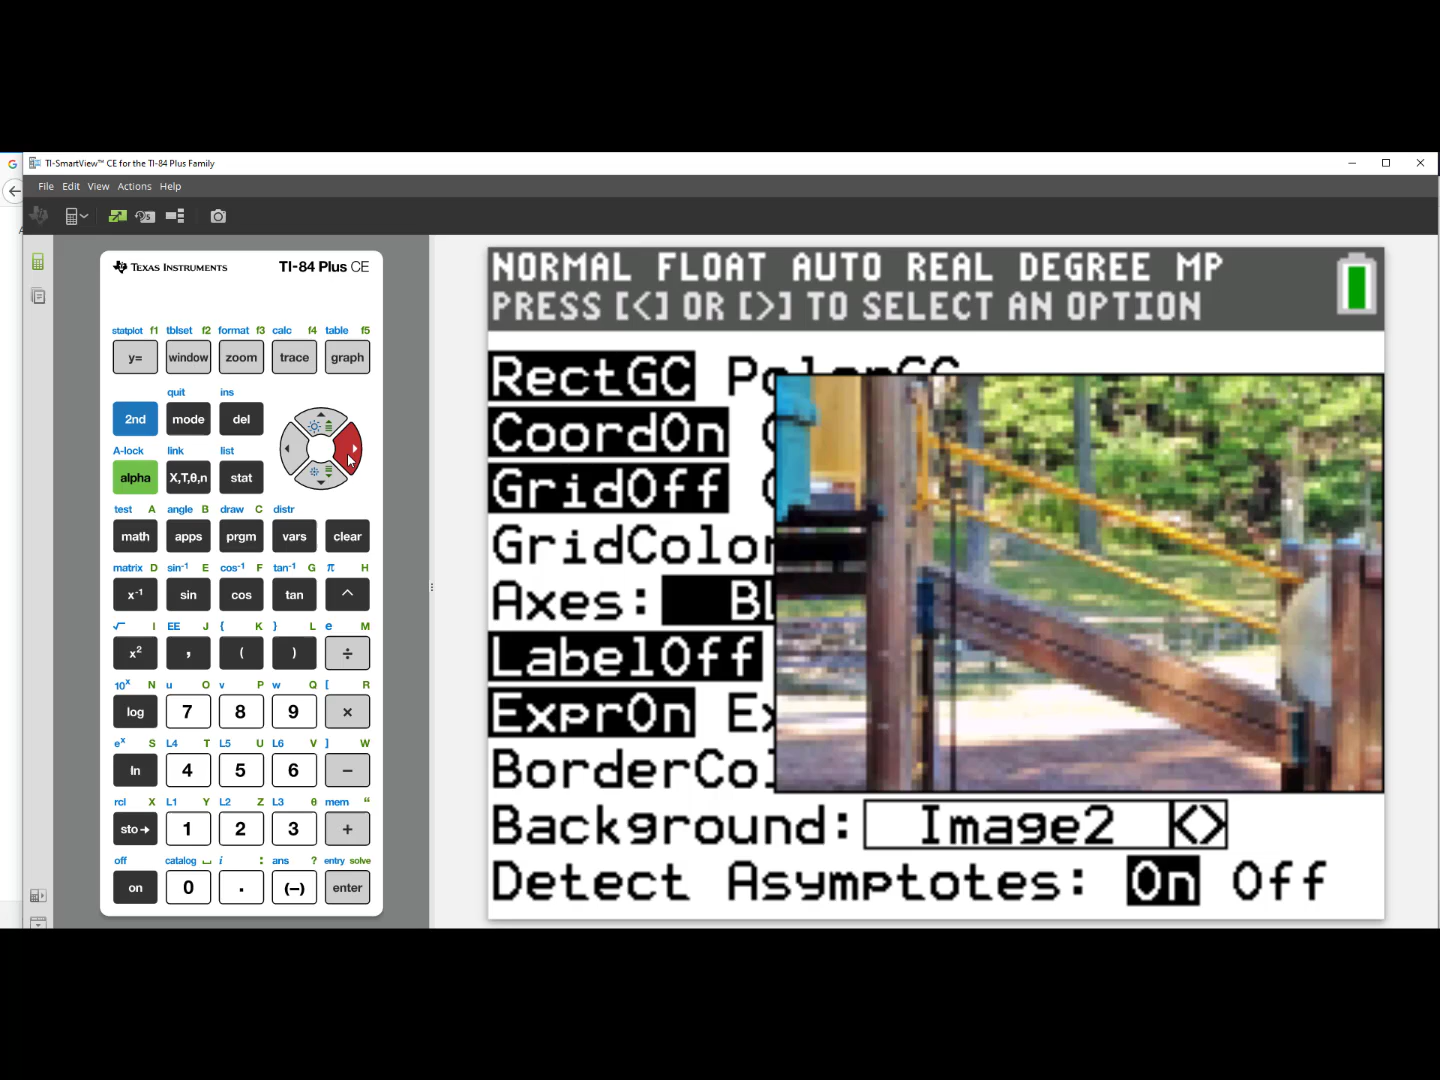 TI-SmartView™ CE for the TI-84 Plus Family
File Edit View Actions Help
TEXAS INSTRUMENTS TI-84 Plus CE
statplot f1 tblset f2 format f3 calc f4 table f5
y= window zoom trace graph
quit ins
2nd mode del
A-lock link list
alpha X,T,θ,n stat
test A angle B draw C distr
math apps prgm vars clear
matrix D sin⁻¹ E cos⁻¹ F tan⁻¹ G π H
x⁻¹ sin cos tan ^
√ I EE J { K } L e M
x² , ( ) ÷
10ˣ N u O v P w Q [ R
log 7 8 9 ×
eˣ S L4 T L5 U L6 V ] W
ln 4 5 6 −
rcl X L1 Y L2 Z L3 θ mem "
sto→ 1 2 3 +
off catalog ⎵ i : ans ? entry solve
on 0 . (−) enter
NORMAL FLOAT AUTO REAL DEGREE MP
PRESS [<] OR [>] TO SELECT AN OPTION
RectGC PolarGC
CoordOn
GridOff
GridColor
Axes: BL
LabelOff
ExprOn Ex
BorderCol
Background: Image2 <>
Detect Asymptotes: On Off